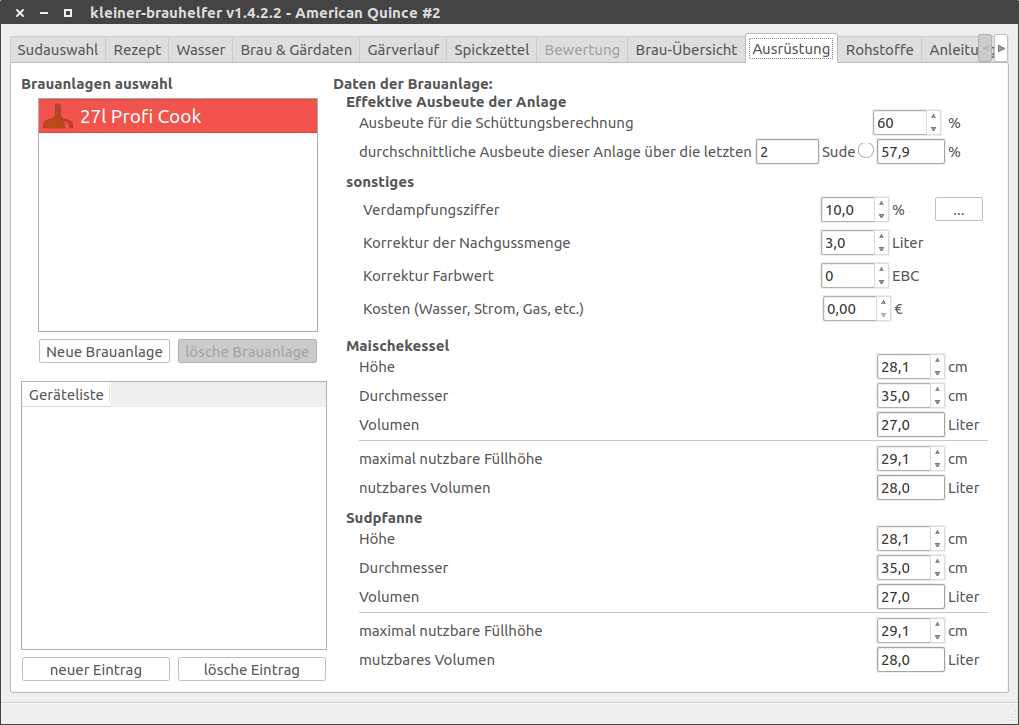 kleiner-brauhelfer v1.4.2.2 - American Quince #2
Sudauswahl Rezept Wasser Brau & Gärdaten Gärverlauf Spickzettel Bewertung Brau-Übersicht Ausrüstung Rohstoffe Anleitu
Brauanlagen auswahl
27l Profi Cook
Neue Brauanlage lösche Brauanlage
Geräteliste
neuer Eintrag lösche Eintrag
Daten der Brauanlage:
Effektive Ausbeute der Anlage
Ausbeute für die Schüttungsberechnung 60 %
durchschnittliche Ausbeute dieser Anlage über die letzten 2 Sude 57,9 %
sonstiges
Verdampfungsziffer 10,0 % ...
Korrektur der Nachgussmenge 3,0 Liter
Korrektur Farbwert 0 EBC
Kosten (Wasser, Strom, Gas, etc.) 0,00 €
Maischekessel
Höhe 28,1 cm
Durchmesser 35,0 cm
Volumen 27,0 Liter
maximal nutzbare Füllhöhe 29,1 cm
nutzbares Volumen 28,0 Liter
Sudpfanne
Höhe 28,1 cm
Durchmesser 35,0 cm
Volumen 27,0 Liter
maximal nutzbare Füllhöhe 29,1 cm
mutzbares Volumen 28,0 Liter